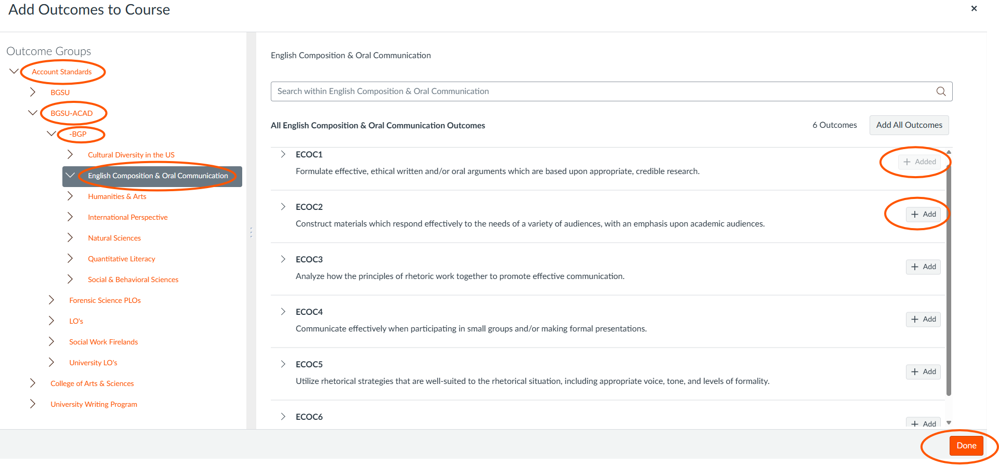 Add Outcomes to Course
×
Outcome Groups
Account Standards
BGSU
BGSU-ACAD
-BGP
Cultural Diversity in the US
English Composition & Oral Communication
Humanities & Arts
International Perspective
Natural Sciences
Quantitative Literacy
Social & Behavioral Sciences
Forensic Science PLOs
LO's
Social Work Firelands
University LO's
College of Arts & Sciences
University Writing Program
English Composition & Oral Communication
Search within English Composition & Oral Communication
All English Composition & Oral Communication Outcomes
6 Outcomes
Add All Outcomes
ECOC1
+ Added
Formulate effective, ethical written and/or oral arguments which are based upon appropriate, credible research.
ECOC2
+ Add
Construct materials which respond effectively to the needs of a variety of audiences, with an emphasis upon academic audiences.
ECOC3
+ Add
Analyze how the principles of rhetoric work together to promote effective communication.
ECOC4
+ Add
Communicate effectively when participating in small groups and/or making formal presentations.
ECOC5
+ Add
Utilize rhetorical strategies that are well-suited to the rhetorical situation, including appropriate voice, tone, and levels of formality.
ECOC6
+ Add
Done